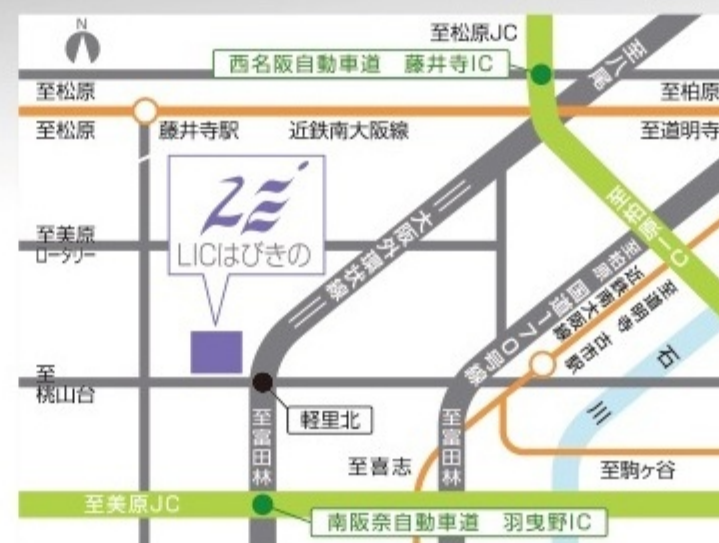 N
至松原JC
西名阪自動車道 藤井寺IC
至八尾
至松原
至柏原
至松原
藤井寺駅
近鉄南大阪線
至道明寺
LICはびきの
至美原
ロータリー
大阪外環状線
至柏原IC
至柏原 国道170号線
近鉄南大阪線
至道明寺 古市駅
石川
至
桃山台
軽里北
至富田林
至富田林
至喜志
至駒ヶ谷
至美原JC
南阪奈自動車道 羽曳野IC